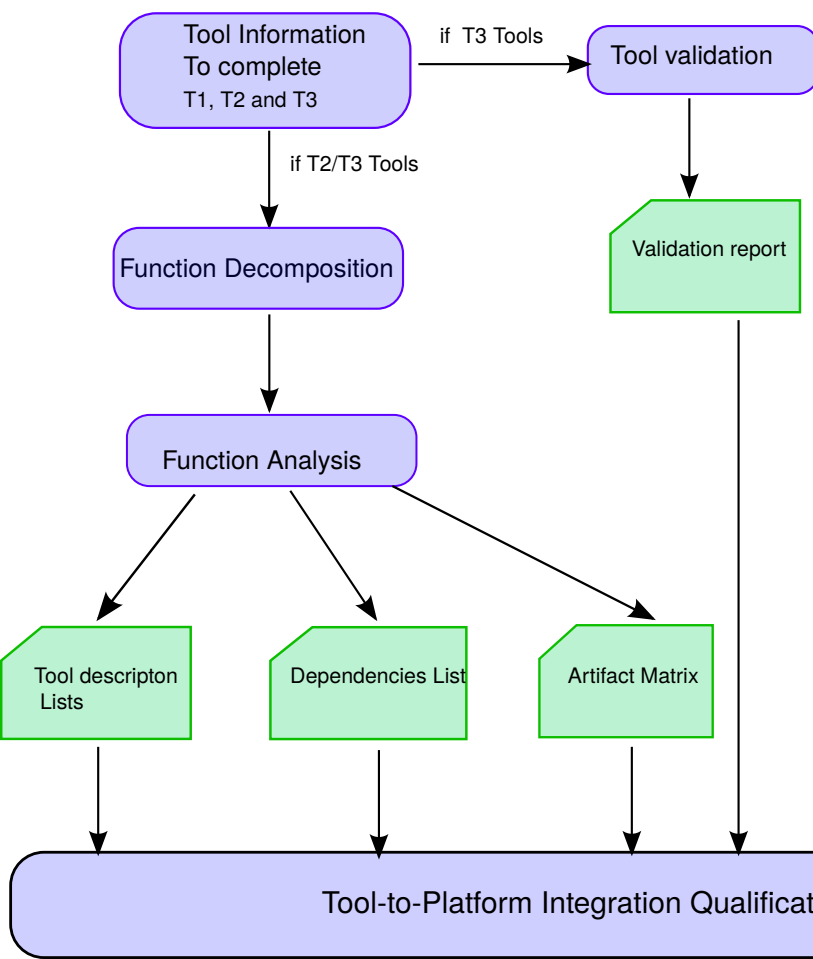 Tool Information
To complete
T1, T2 and T3
if T3 Tools
Tool validation
if T2/T3 Tools
Validation report
Function Decomposition
Function Analysis
Tool descripton
Lists
Dependencies List
Artifact Matrix
Tool-to-Platform Integration Qualificat